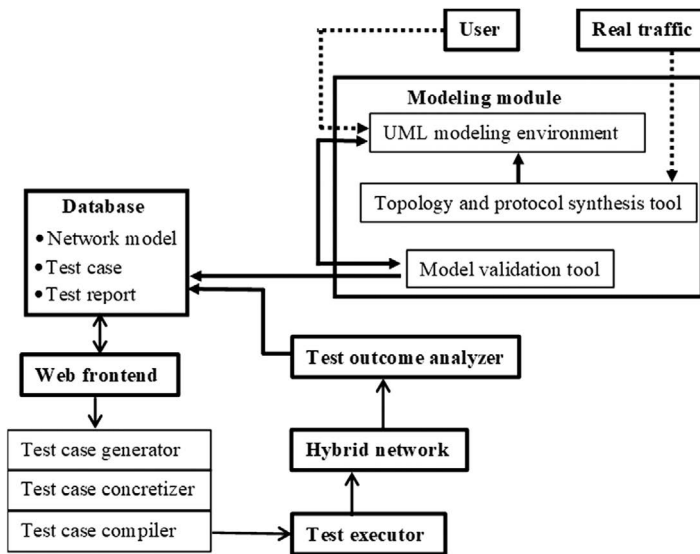 User
Real traffic
Modeling module
UML modeling environment
Topology and protocol synthesis tool
Model validation tool
Database
• Network model
• Test case
• Test report
Web frontend
Test outcome analyzer
Test case generator
Test case concretizer
Test case compiler
Hybrid network
Test executor